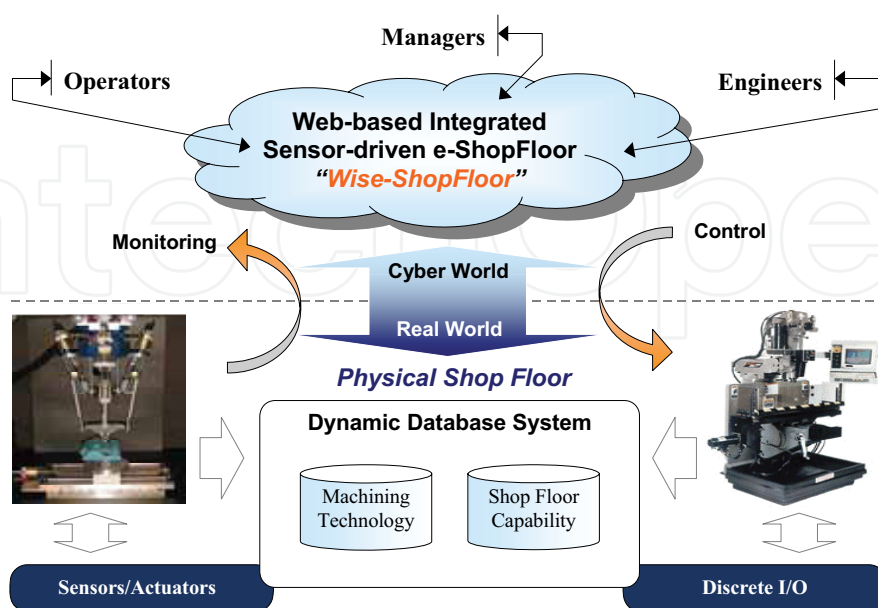 Managers
Operators
Engineers
Web-based Integrated
Sensor-driven e-ShopFloor
“Wise-ShopFloor”
Monitoring
Control
Cyber World
Real World
Physical Shop Floor
Dynamic Database System
Machining
Technology
Shop Floor
Capability
Sensors/Actuators
Discrete I/O